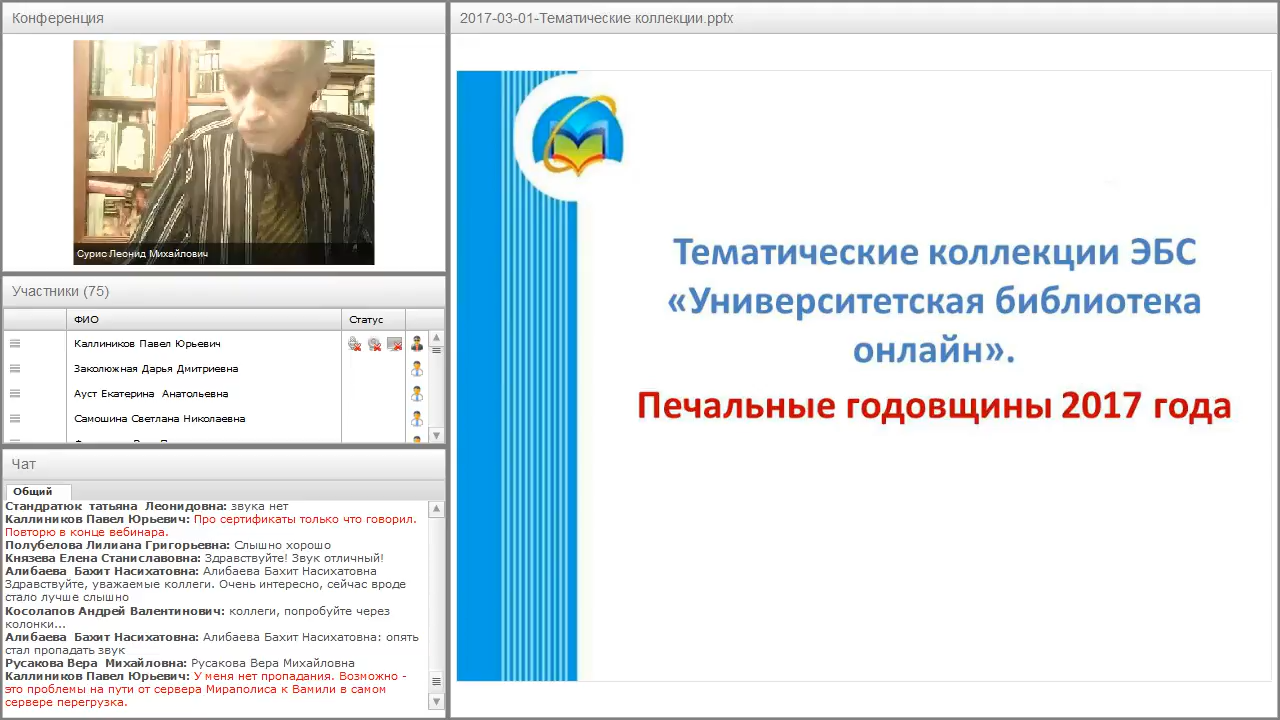 Конференция
Сурис Леонид Михайлович
Участники (75)
ФИО
Статус
Каллиников Павел Юрьевич
Заколюжная Дарья Дмитриевна
Ауст Екатерина Анатольевна
Самошина Светлана Николаевна
Чат
Общий
Стандратюк татьяна Леонидовна: звука нет
Каллиников Павел Юрьевич: Про сертификаты только что говорил.
Повторю в конце вебинара.
Полубелова Лилиана Григорьевна: Слышно хорошо
Князева Елена Станиславовна: Здравствуйте! Звук отличный!
Алибаева Бахит Насихатовна: Алибаева Бахит Насихатовна
Здравствуйте, уважаемые коллеги. Очень интересно, сейчас вроде
стало лучше слышно
Косолапов Андрей Валентинович: коллеги, попробуйте через
колонки...
Алибаева Бахит Насихатовна: Алибаева Бахит Насихатовна: опять
стал пропадать звук
Русакова Вера Михайловна: Русакова Вера Михайловна
Каллиников Павел Юрьевич: У меня нет пропадания. Возможно -
это проблемы на пути от сервера Мираполиса к Вамили в самом
сервере перегрузка.
2017-03-01-Тематические коллекции.pptx
Тематические коллекции ЭБС
«Университетская библиотека
онлайн».
Печальные годовщины 2017 года